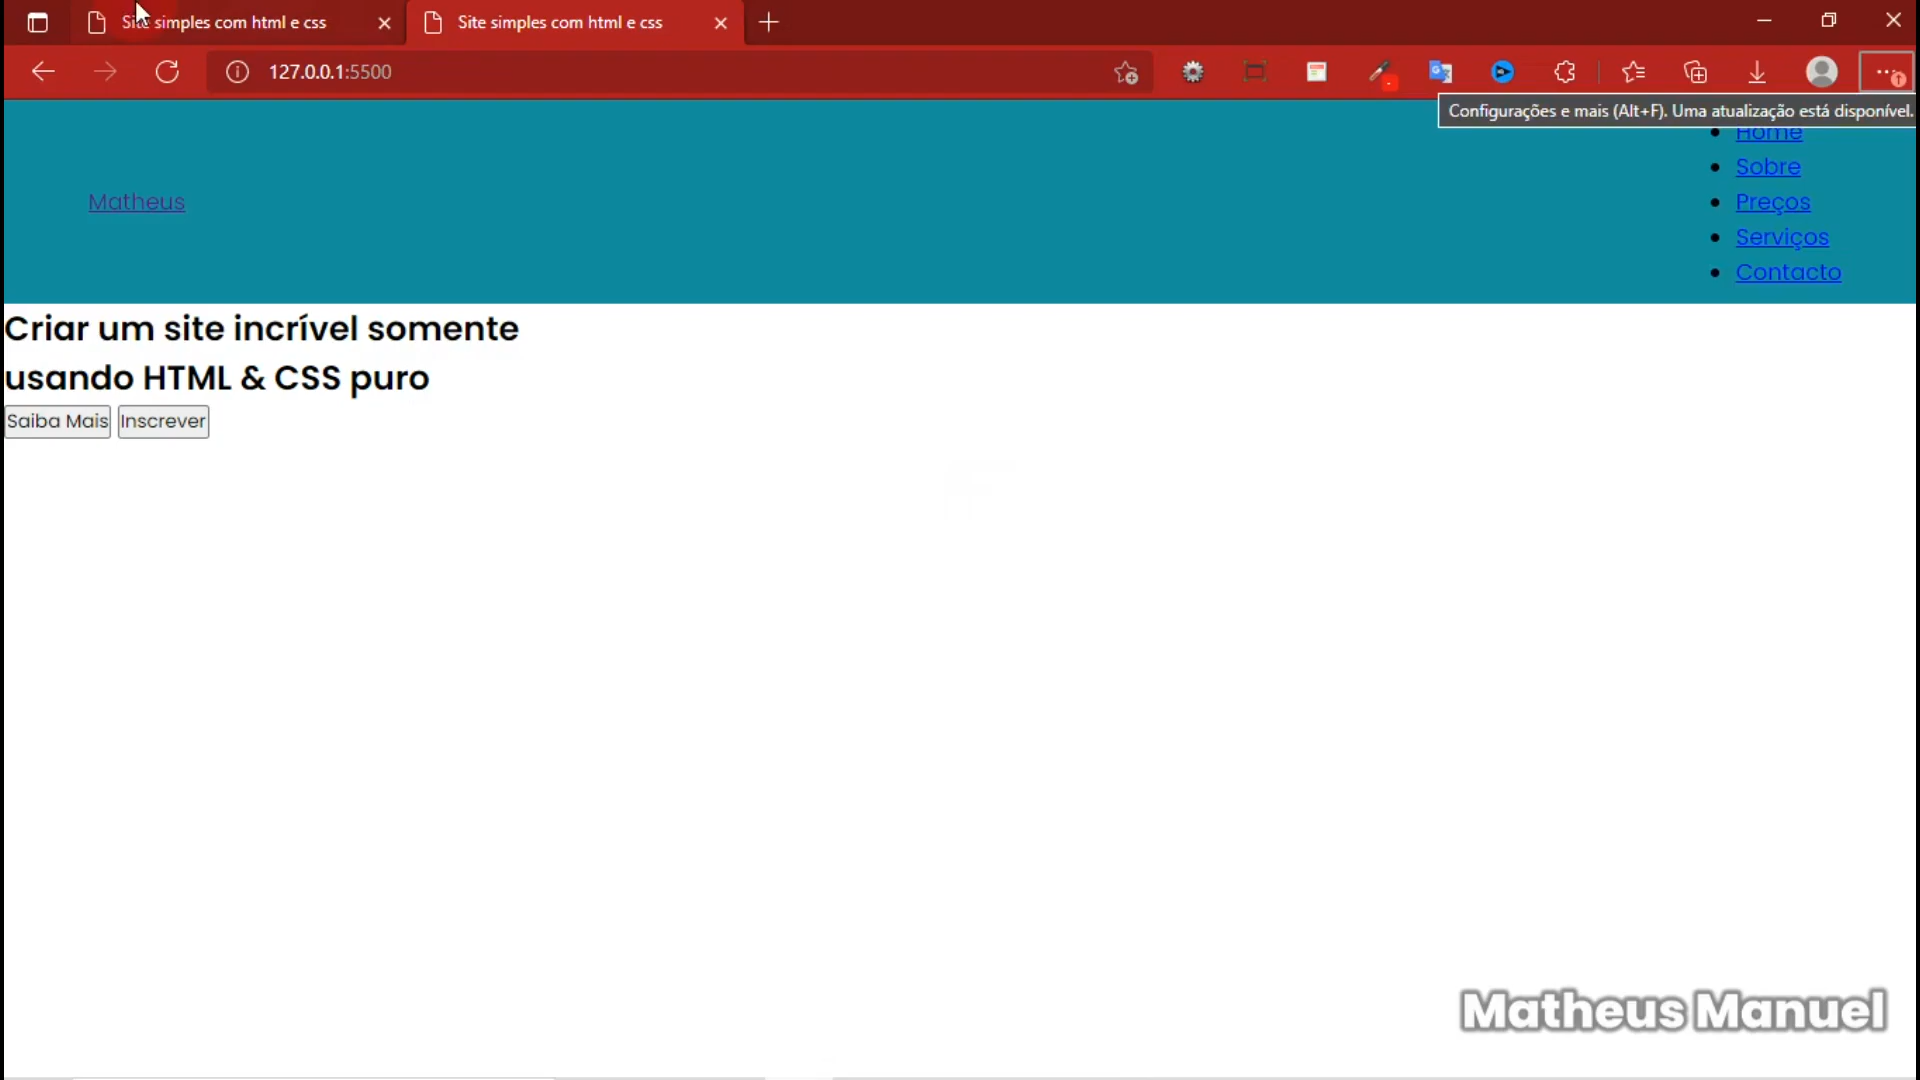 Site simples com html e css
Site simples com html e css
127.0.0.1:5500
Configurações e mais (Alt+F). Uma atualização está disponível.
Home
Sobre
Matheus
Preços
Serviços
Contacto
Criar um site incrível somente
usando HTML & CSS puro
Saiba Mais
Inscrever
Matheus Manuel